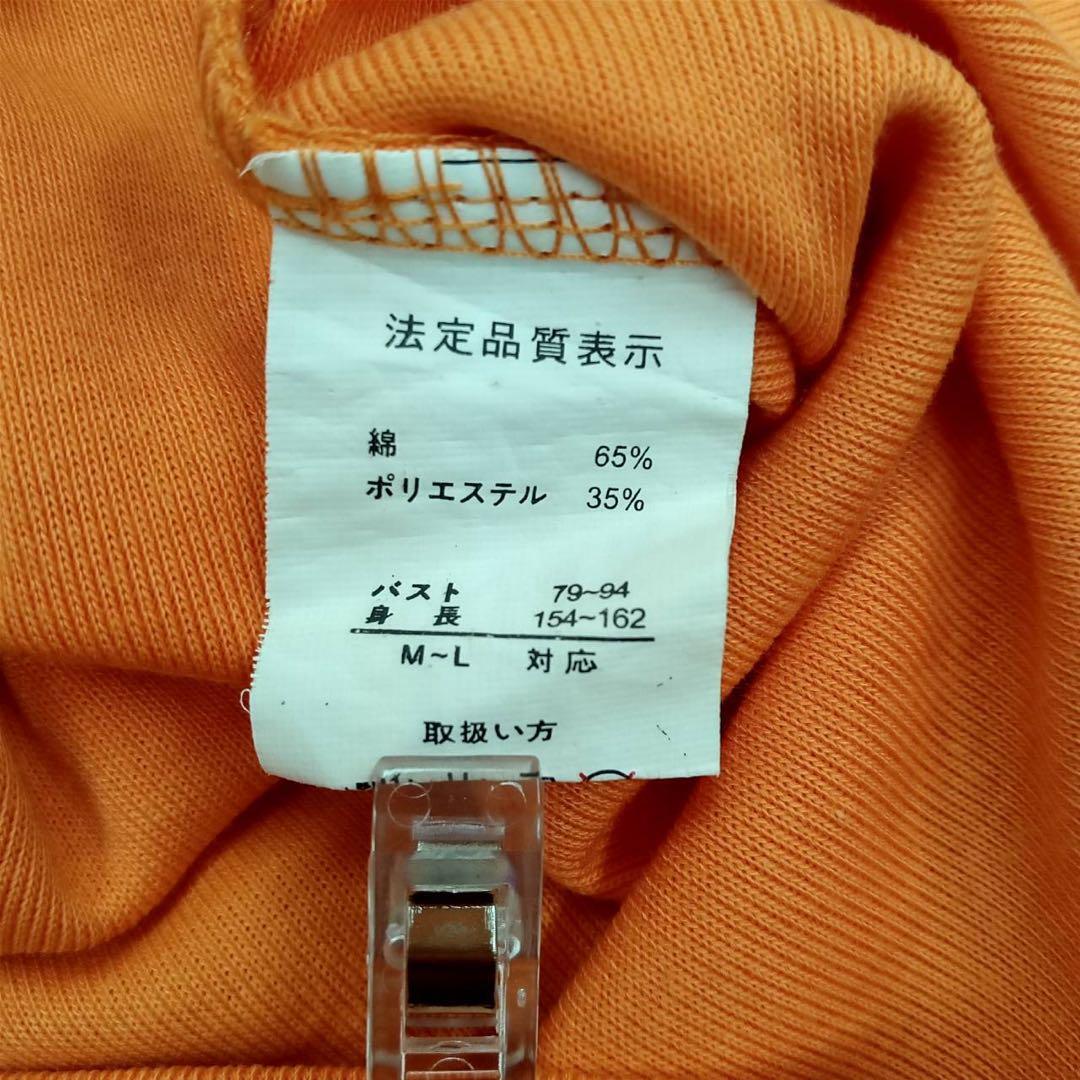 法定品質表示
綿 65%
ポリエステル 35%
バスト 79~94
身長 154~162
M~L 対応
取扱い方